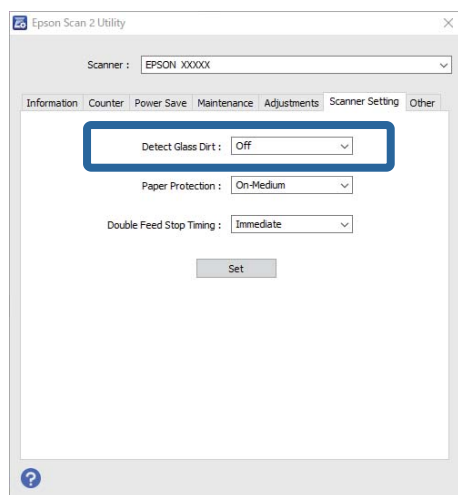 Epson Scan 2 Utility
Scanner : EPSON XXXXX
Information Counter Power Save Maintenance Adjustments Scanner Setting Other
Detect Glass Dirt : Off
Paper Protection : On-Medium
Double Feed Stop Timing : Immediate
Set
?